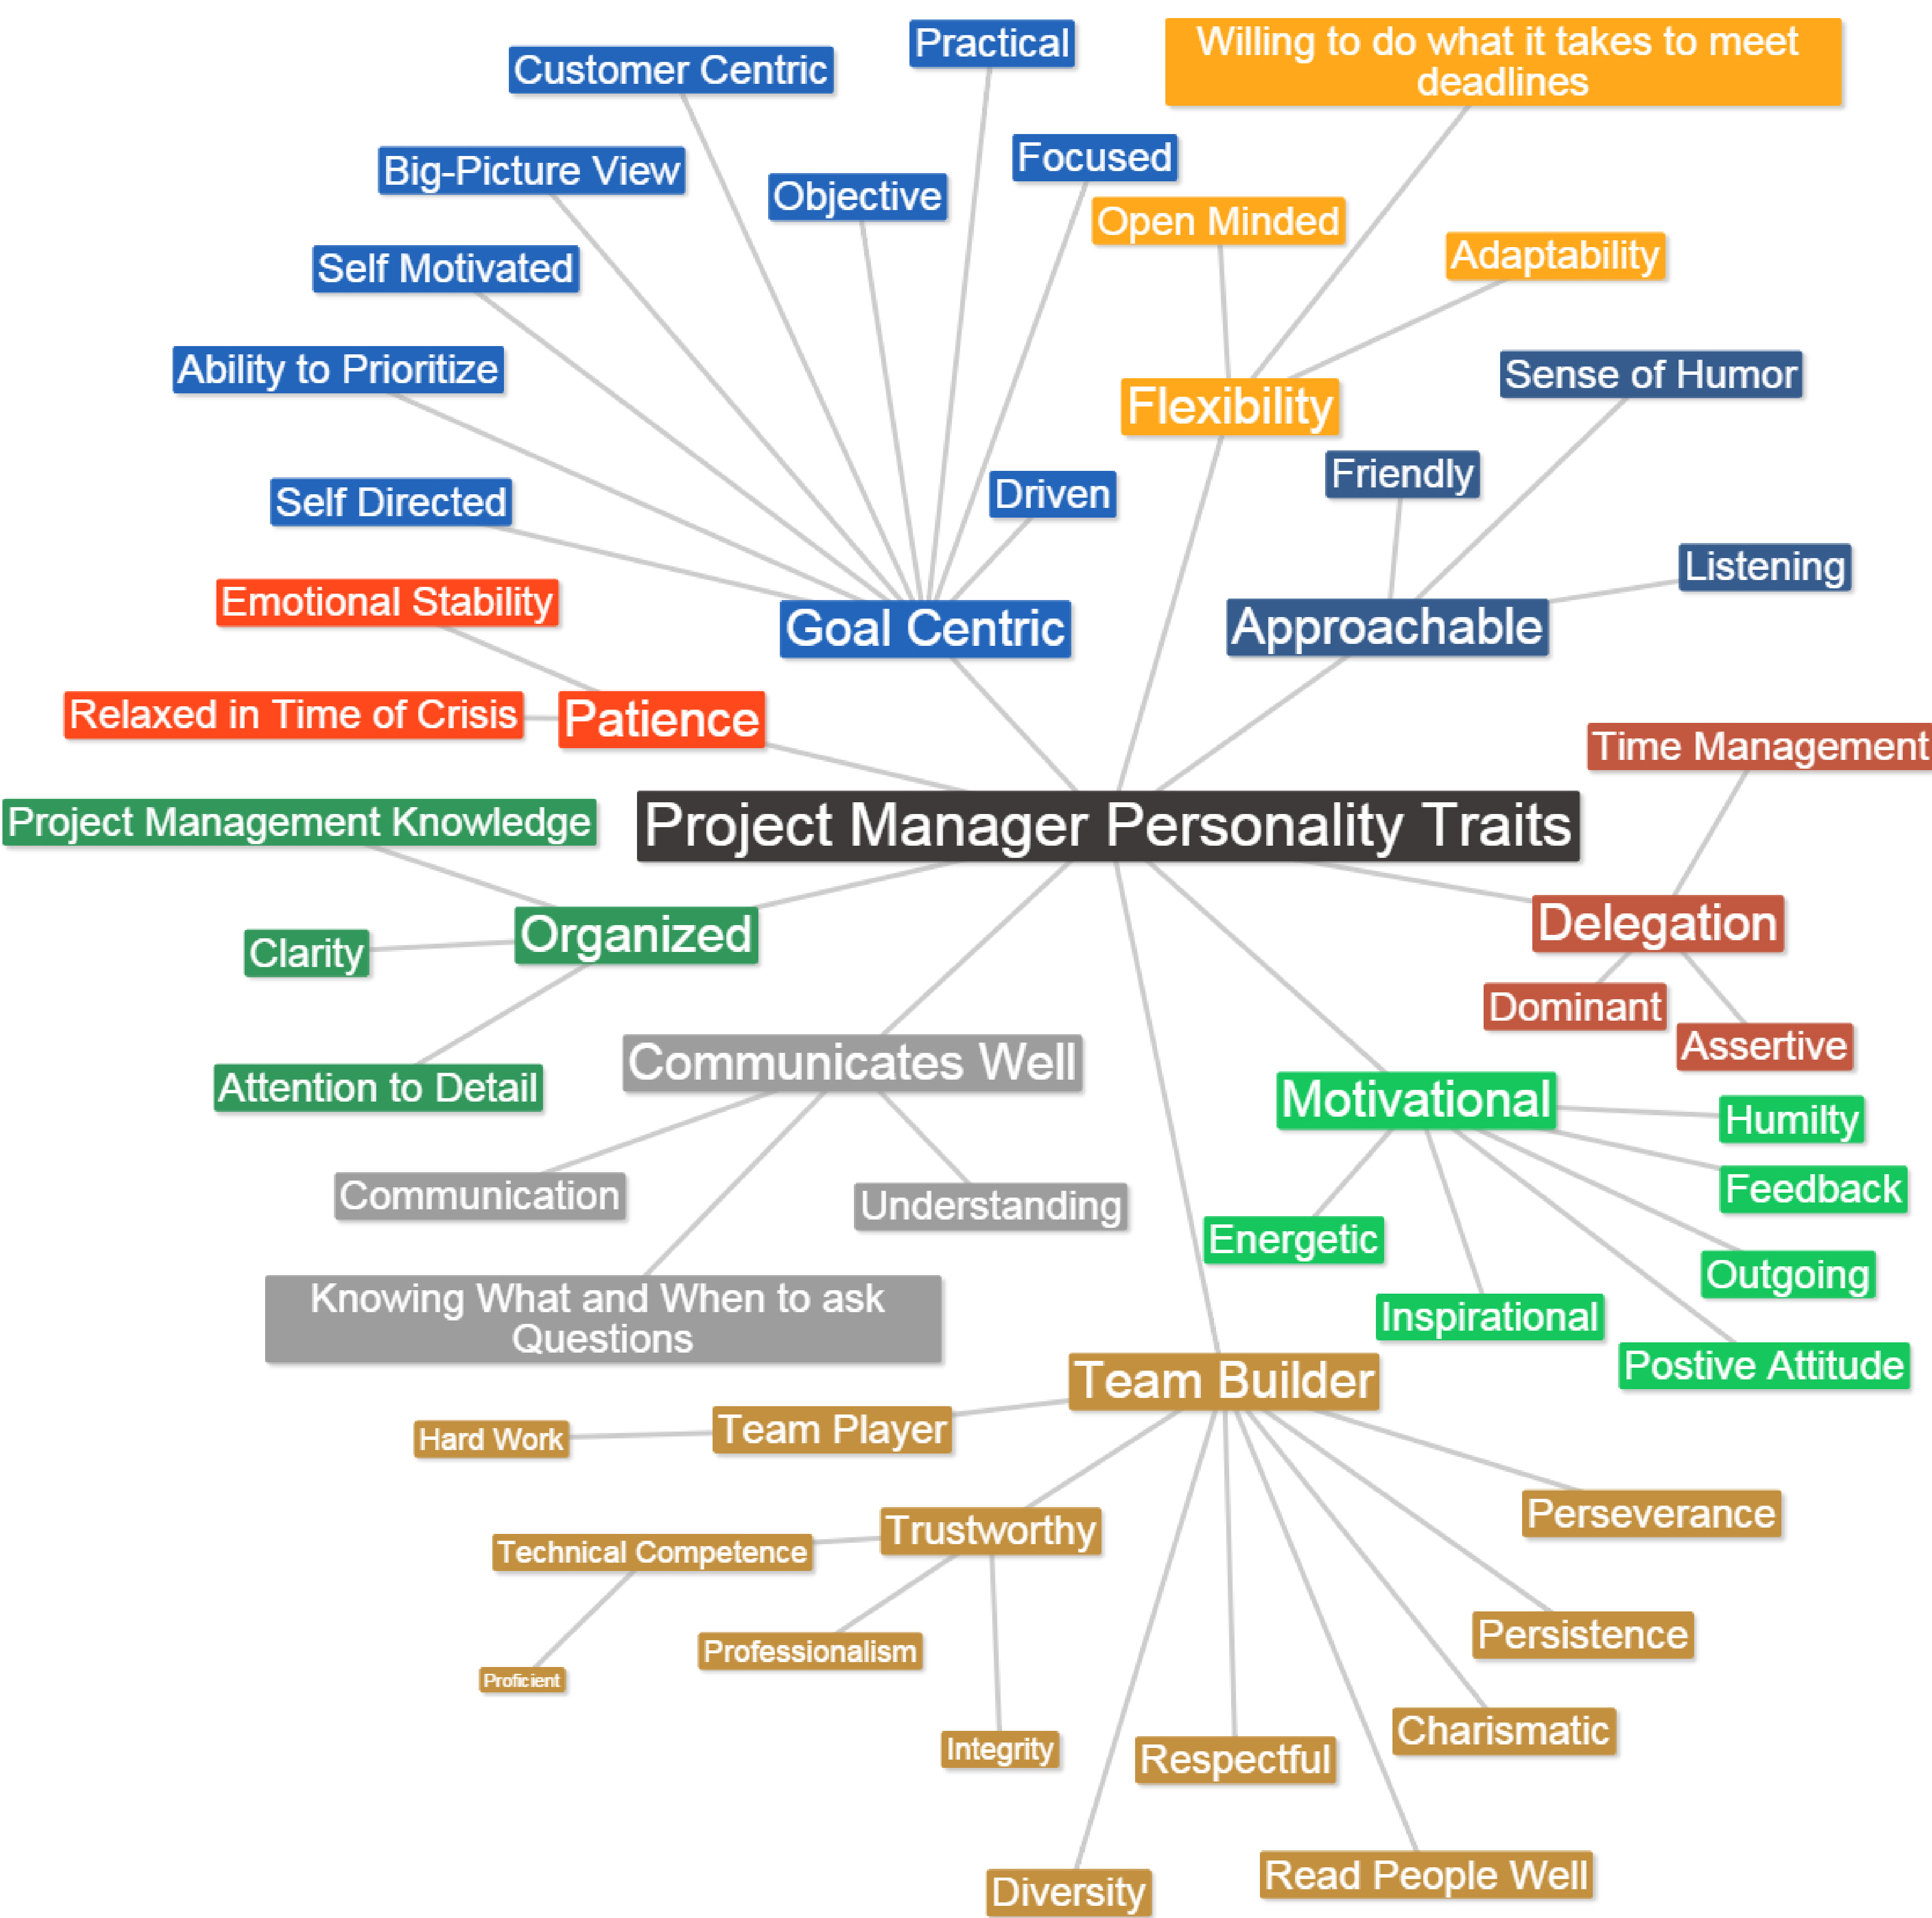 Practical
Willing to do what it takes to meet
deadlines
Customer Centric
Focused
Big-Picture View
Objective
Open Minded
Adaptability
Self Motivated
Ability to Prioritize
Sense of Humor
Flexibility
Friendly
Self Directed
Driven
Listening
Emotional Stability
Goal Centric
Approachable
Relaxed in Time of Crisis
Patience
Time Management
Project Management Knowledge
Project Manager Personality Traits
Organized
Delegation
Clarity
Dominant
Assertive
Communicates Well
Attention to Detail
Motivational
Humilty
Feedback
Communication
Understanding
Energetic
Outgoing
Knowing What and When to ask
Questions
Inspirational
Postive Attitude
Team Builder
Hard Work
Team Player
Perseverance
Trustworthy
Technical Competence
Persistence
Professionalism
Proficient
Charismatic
Integrity
Respectful
Read People Well
Diversity